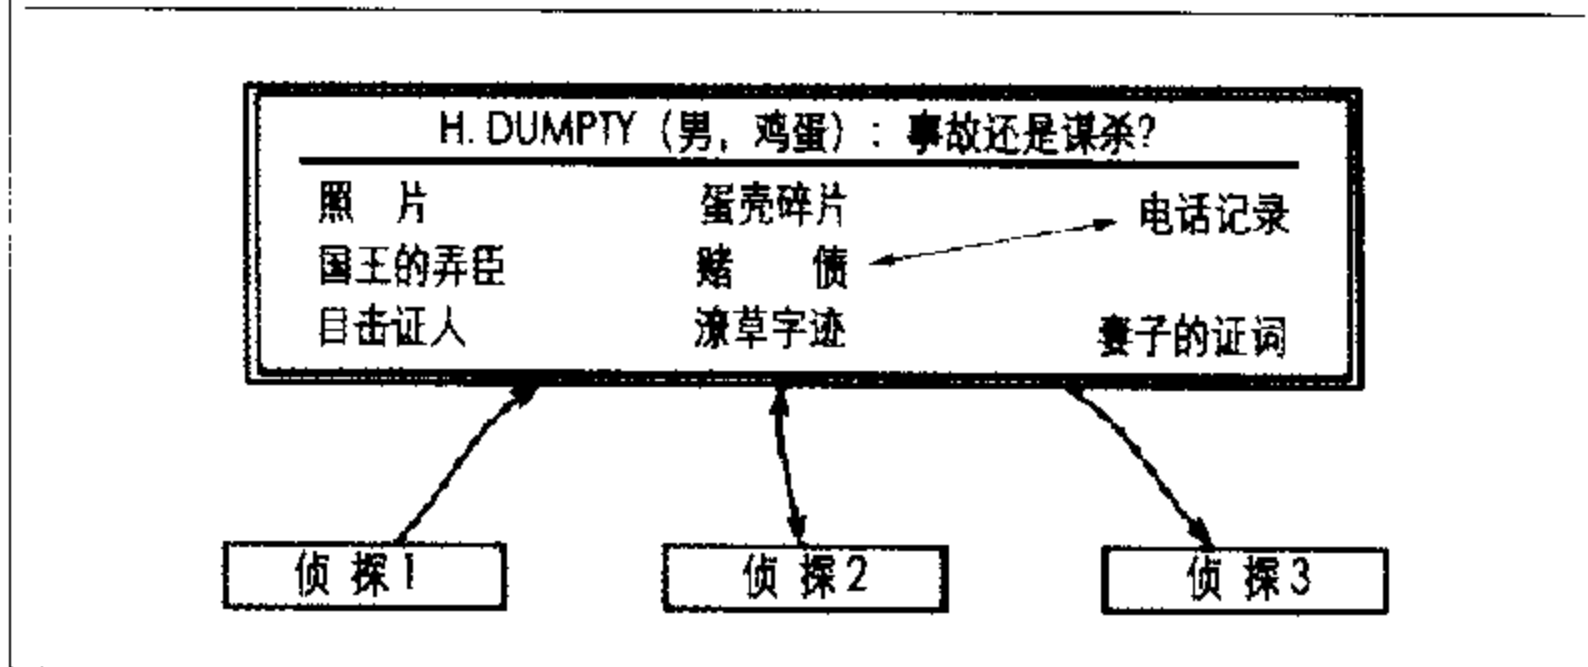 H. DUMPTY（男，鸡蛋）：事故还是谋杀?
照 片 蛋壳碎片 电话记录
国王的弄臣 赌 债
目击证人 潦草字迹 妻子的证词
侦 探 1 侦 探 2 侦 探 3